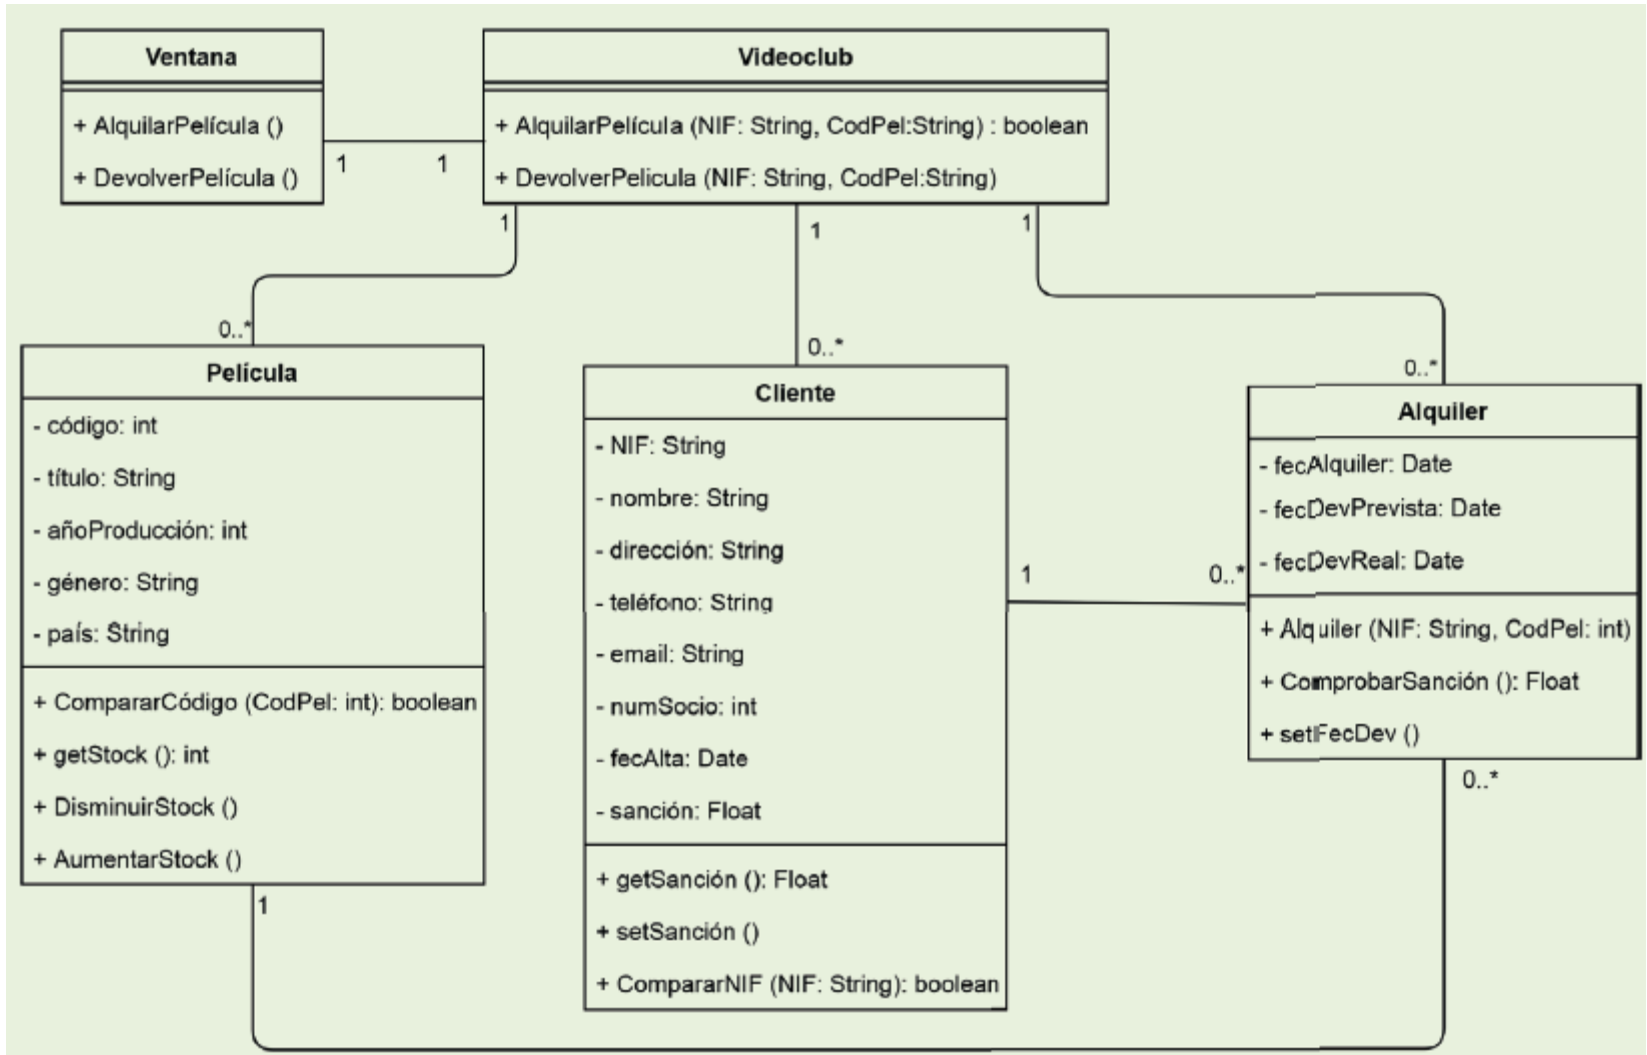 Ventana
+ AlquilarPelícula ()
+ DevolverPelícula ()
1
1
Videoclub
+ AlquilarPelícula (NIF: String, CodPel:String) : boolean
+ DevolverPelicula (NIF: String, CodPel:String)
1
1
1
0..*
0..*
0..*
Película
- código: int
- título: String
- añoProducción: int
- género: String
- país: String
+ CompararCódigo (CodPel: int): boolean
+ getStock (): int
+ DisminuirStock ()
+ AumentarStock ()
1
Cliente
- NIF: String
- nombre: String
- dirección: String
- teléfono: String
- email: String
- numSocio: int
- fecAlta: Date
- sanción: Float
+ getSanción (): Float
+ setSanción ()
+ CompararNIF (NIF: String): boolean
1
0..*
Alquiler
- fecAlquiler: Date
- fecDevPrevista: Date
- fecDevReal: Date
+ Alquiler (NIF: String, CodPel: int)
+ ComprobarSanción (): Float
+ setFecDev ()
0..*